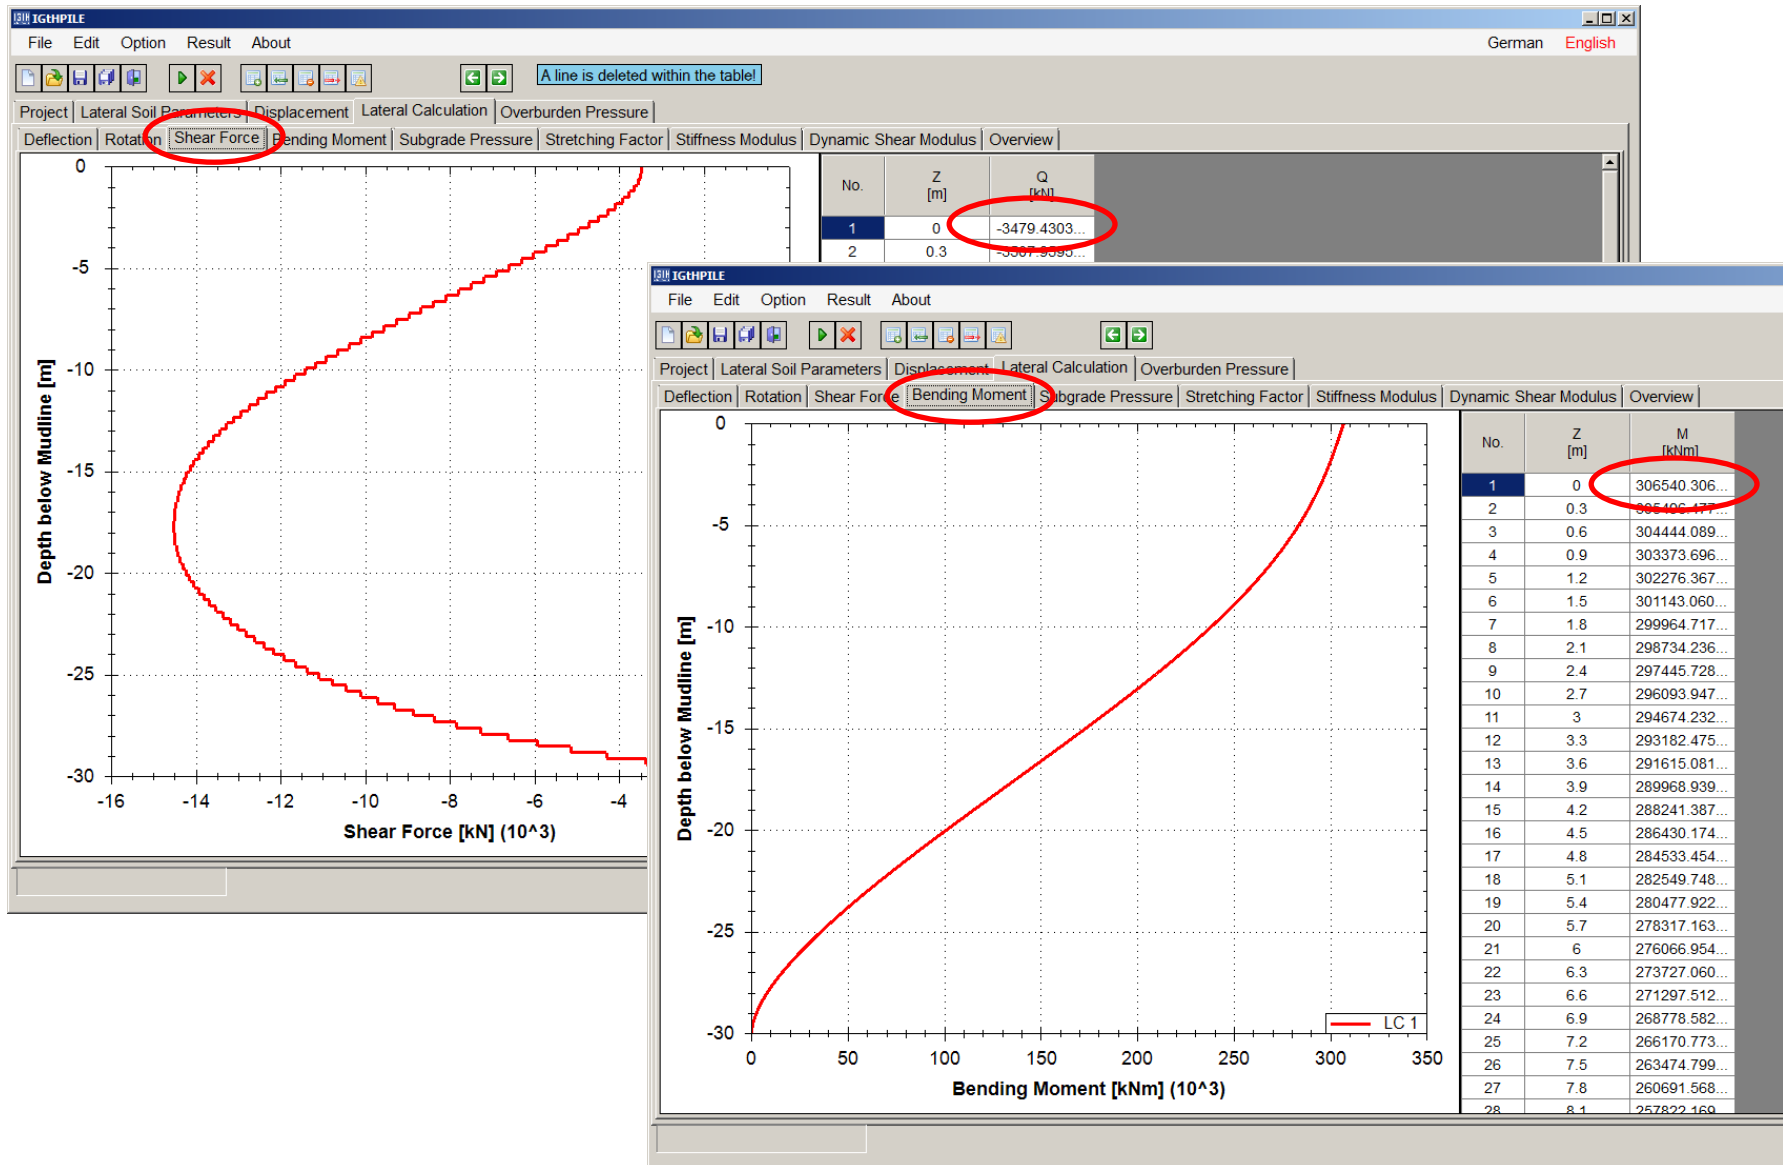 IGtHPILE
File Edit Option Result About German English
A line is deleted within the table!
Project Lateral Soil Parameters Displacement Lateral Calculation Overburden Pressure
Deflection Rotation Shear Force Bending Moment Subgrade Pressure Stretching Factor Stiffness Modulus Dynamic Shear Modulus Overview
0
-5
-10
-15
-20
-25
-30
Depth below Mudline [m]
-16 -14 -12 -10 -8 -6 -4
Shear Force [kN] (10^3)
No. Z [m] Q [kN]
1 0 -3479.4303...
2 0.3
IGtHPILE
File Edit Option Result About
Project Lateral Soil Parameters Displacement Lateral Calculation Overburden Pressure
Deflection Rotation Shear Force Bending Moment Subgrade Pressure Stretching Factor Stiffness Modulus Dynamic Shear Modulus Overview
0
-5
-10
-15
-20
-25
-30
Depth below Mudline [m]
0 50 100 150 200 250 300 350
Bending Moment [kNm] (10^3)
LC 1
No. Z [m] M [kNm]
1 0 306540.306...
2 0.3
3 0.6 304444.089...
4 0.9 303373.696...
5 1.2 302276.367...
6 1.5 301143.060...
7 1.8 299964.717...
8 2.1 298734.236...
9 2.4 297445.728...
10 2.7 296093.947...
11 3 294674.232...
12 3.3 293182.475...
13 3.6 291615.081...
14 3.9 289968.939...
15 4.2 288241.387...
16 4.5 286430.174...
17 4.8 284533.454...
18 5.1 282549.748...
19 5.4 280477.922...
20 5.7 278317.163...
21 6 276066.954...
22 6.3 273727.060...
23 6.6 271297.512...
24 6.9 268778.582...
25 7.2 266170.773...
26 7.5 263474.799...
27 7.8 260691.568...
28 8.1 257822.169